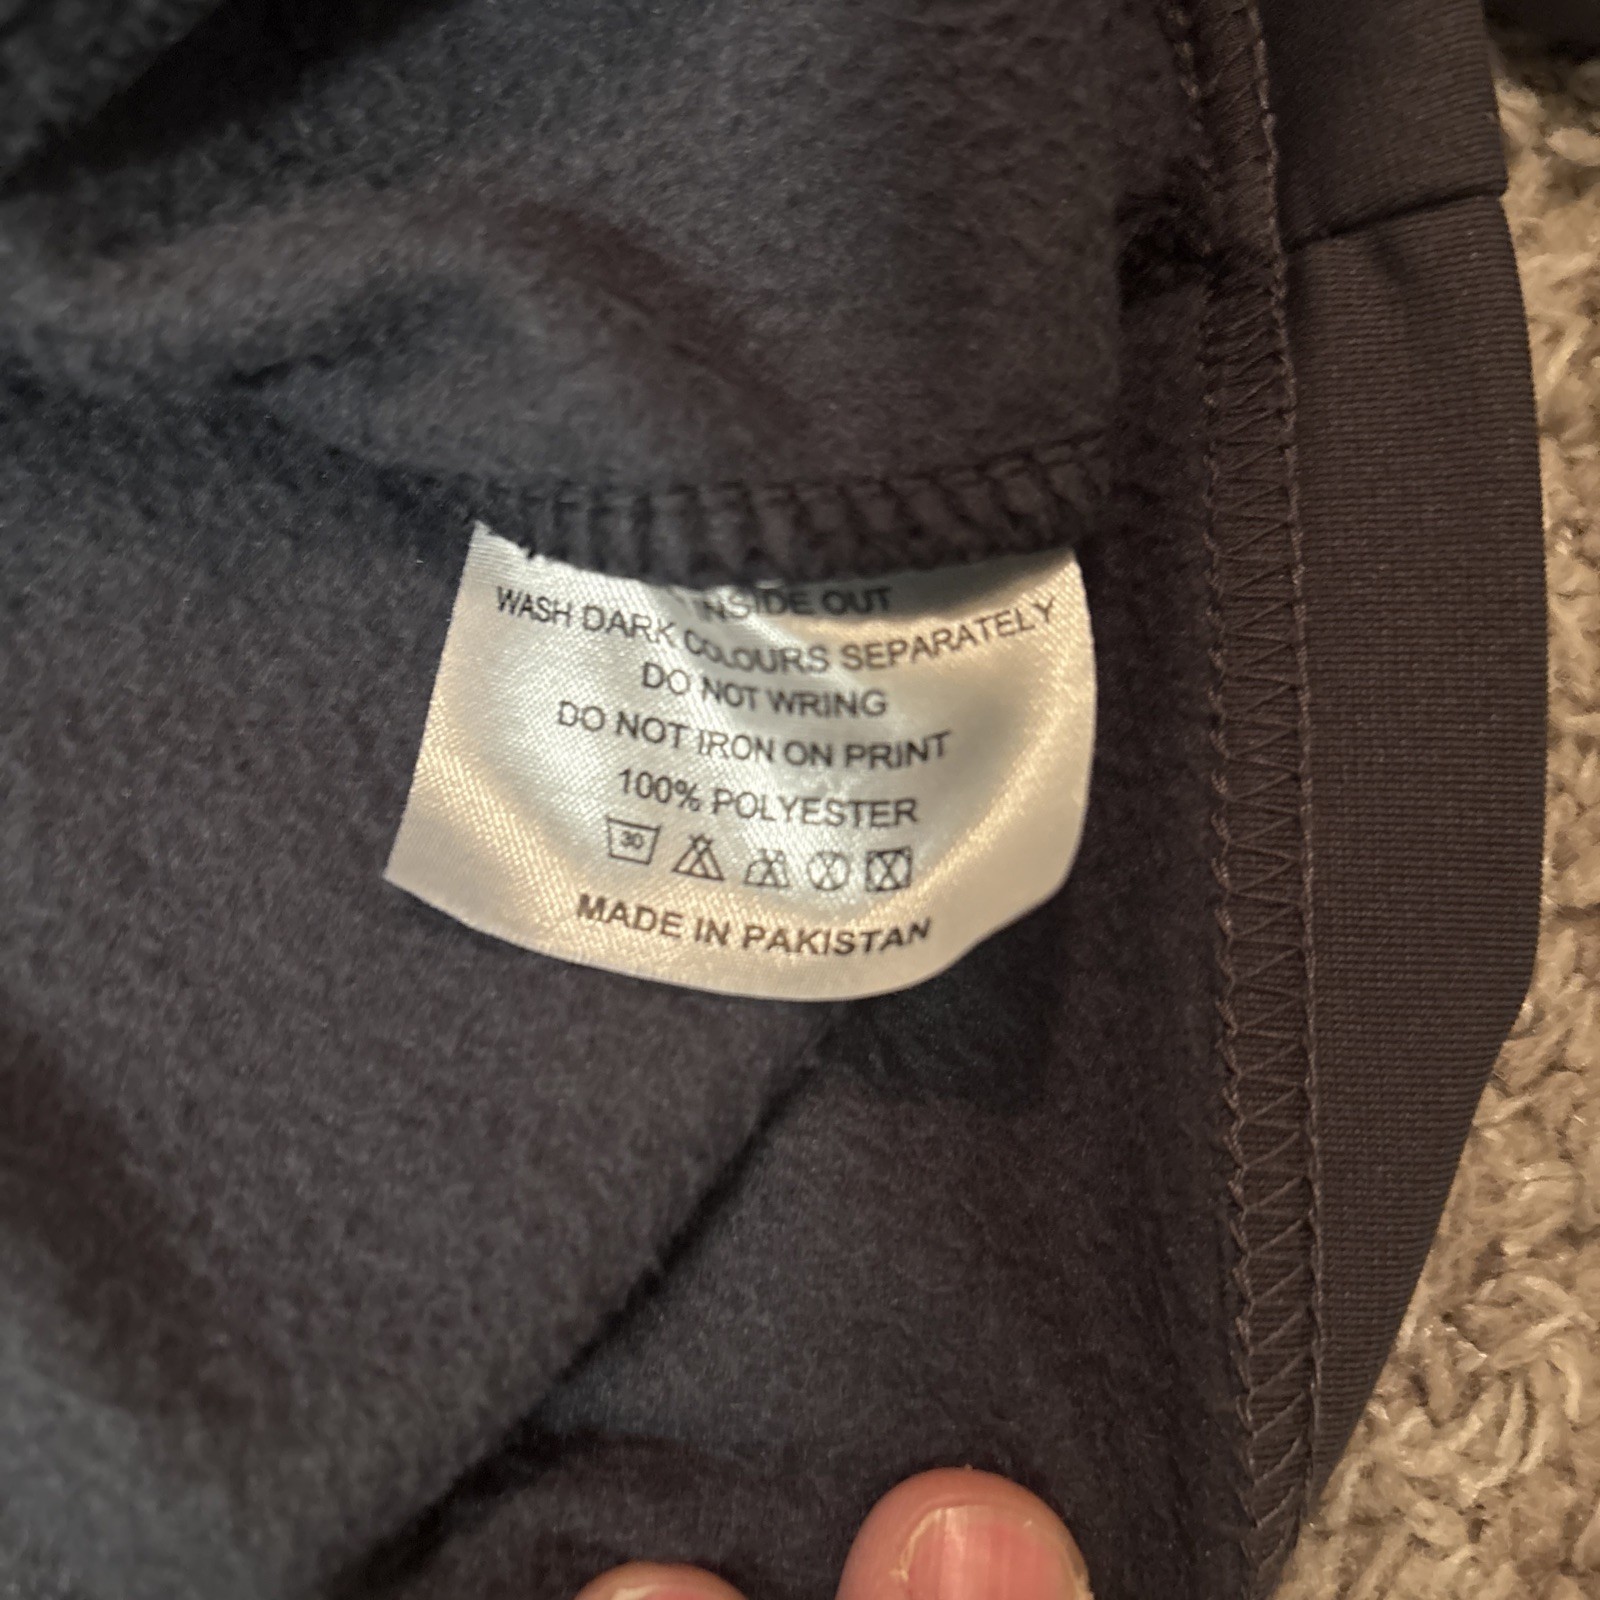 INSIDE OUT
WASH DARK COLOURS SEPARATELY
DO NOT WRING
DO NOT IRON ON PRINT
100% POLYESTER
30
MADE IN PAKISTAN